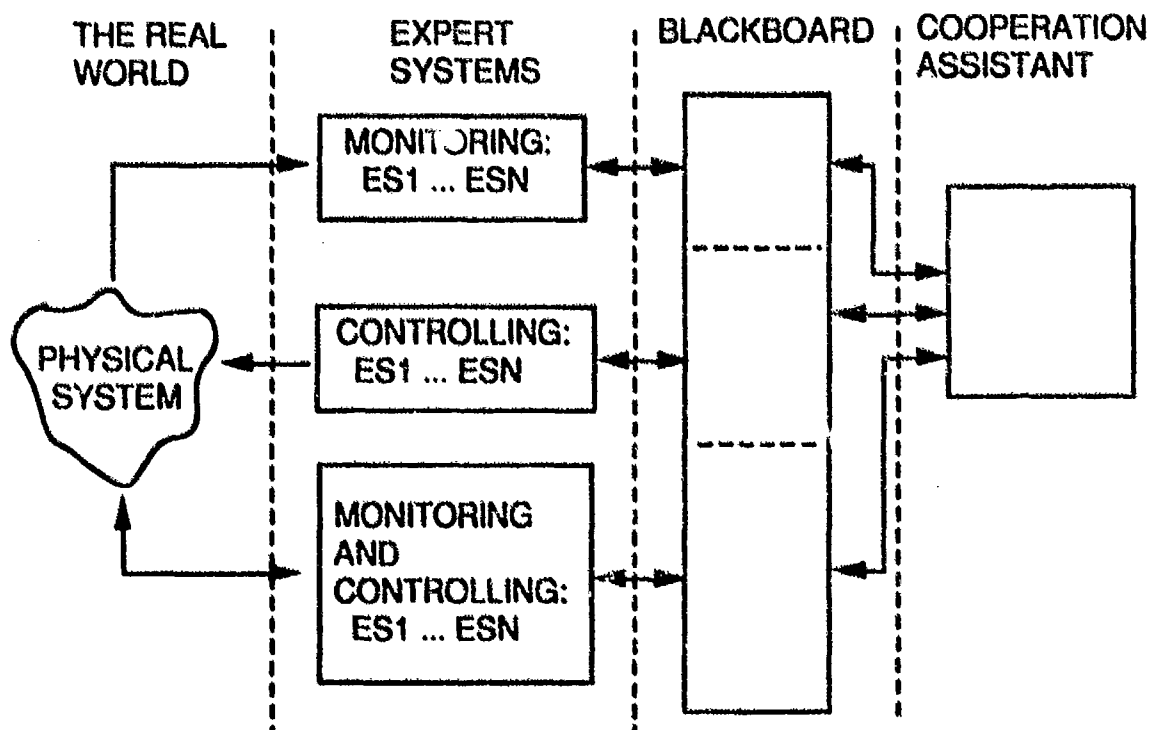 THE REAL
WORLD
EXPERT
SYSTEMS
BLACKBOARD
COOPERATION
ASSISTANT
MONITORING:
ES1 ... ESN
PHYSICAL
SYSTEM
CONTROLLING:
ES1 ... ESN
MONITORING
AND
CONTROLLING:
ES1 ... ESN